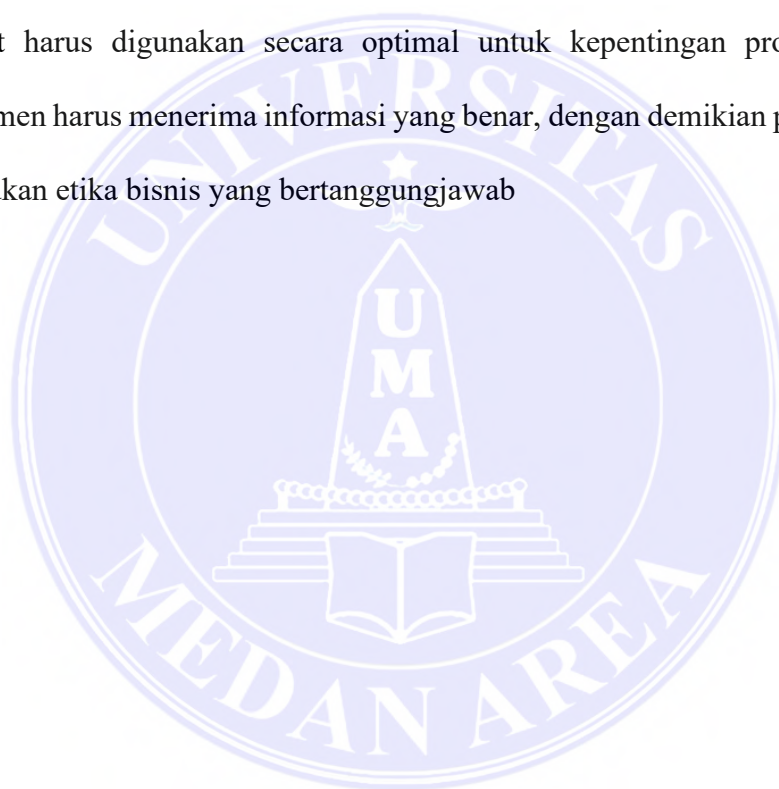 t harus digunakan secara optimal untuk kepentingan pro
men harus menerima informasi yang benar, dengan demikian p
kan etika bisnis yang bertanggungjawab
UNIVERSITAS
U
M
A
MEDAN AREA